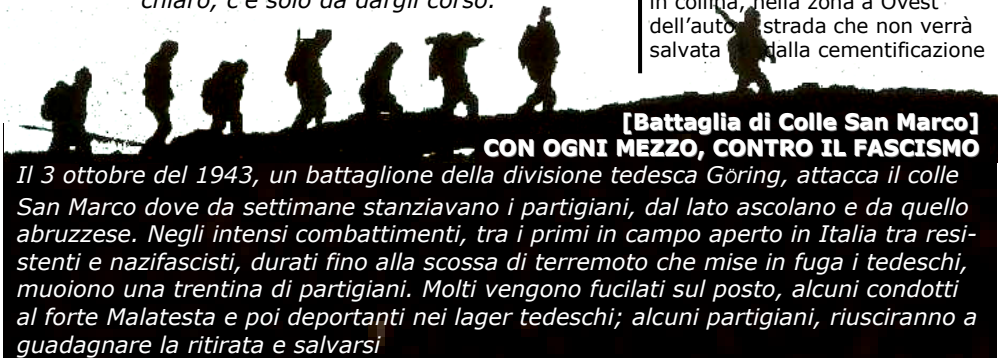 chiaro, c'è solo da dargli corso.
in collina, nella zona a Ovest
dell'auto strada che non verrà
salvata dalla cementificazione
[Battaglia di Colle San Marco]
CON OGNI MEZZO, CONTRO IL FASCISMO
Il 3 ottobre del 1943, un battaglione della divisione tedesca Göring, attacca il colle
San Marco dove da settimane stanziavano i partigiani, dal lato ascolano e da quello
abruzzese. Negli intensi combattimenti, tra i primi in campo aperto in Italia tra resi-
stenti e nazifascisti, durati fino alla scossa di terremoto che mise in fuga i tedeschi,
muoiono una trentina di partigiani. Molti vengono fucilati sul posto, alcuni condotti
al forte Malatesta e poi deportanti nei lager tedeschi; alcuni partigiani, riusciranno a
guadagnare la ritirata e salvarsi